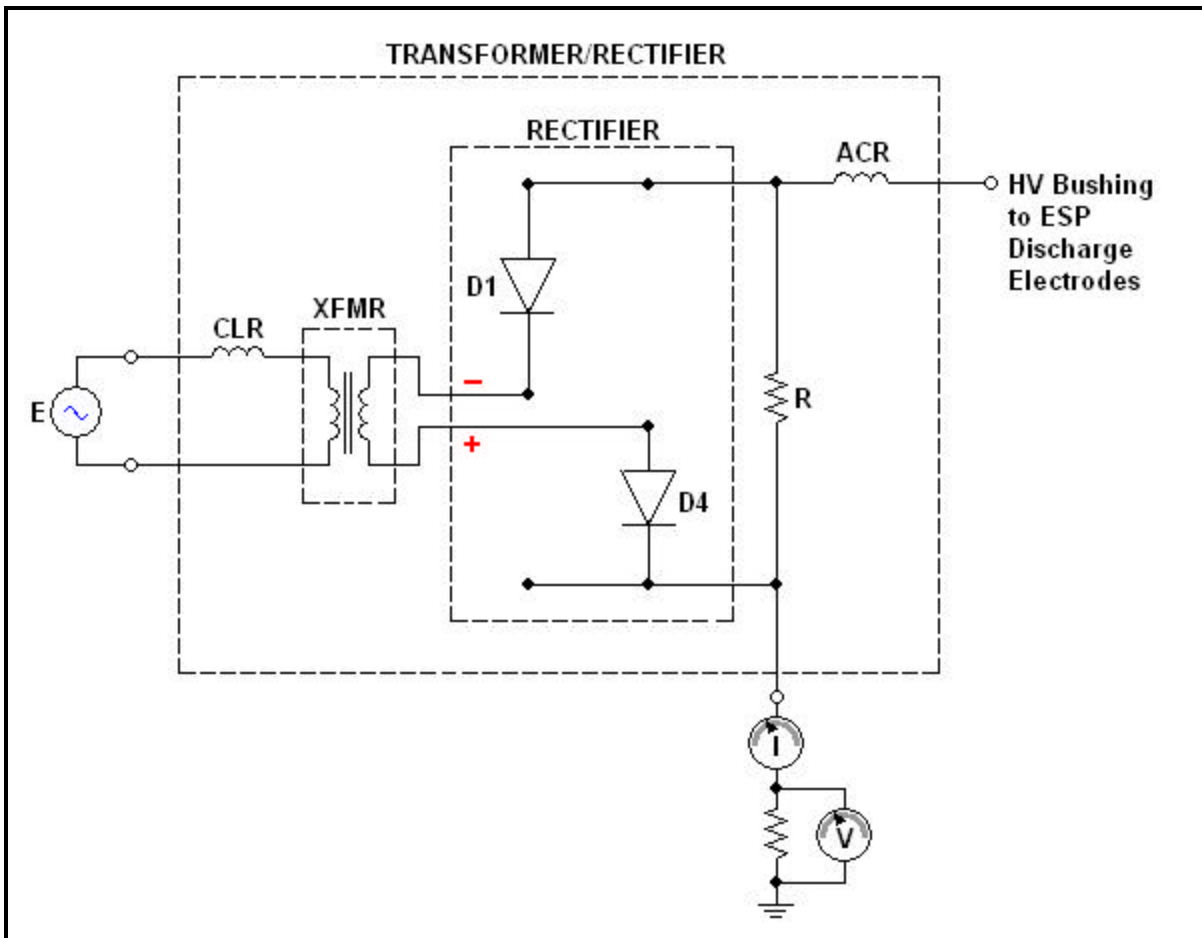 TRANSFORMER/RECTIFIER
RECTIFIER
ACR
HV Bushing
to ESP
Discharge
Electrodes
D1
XFMR
CLR
−
E
R
+
D4
I
V